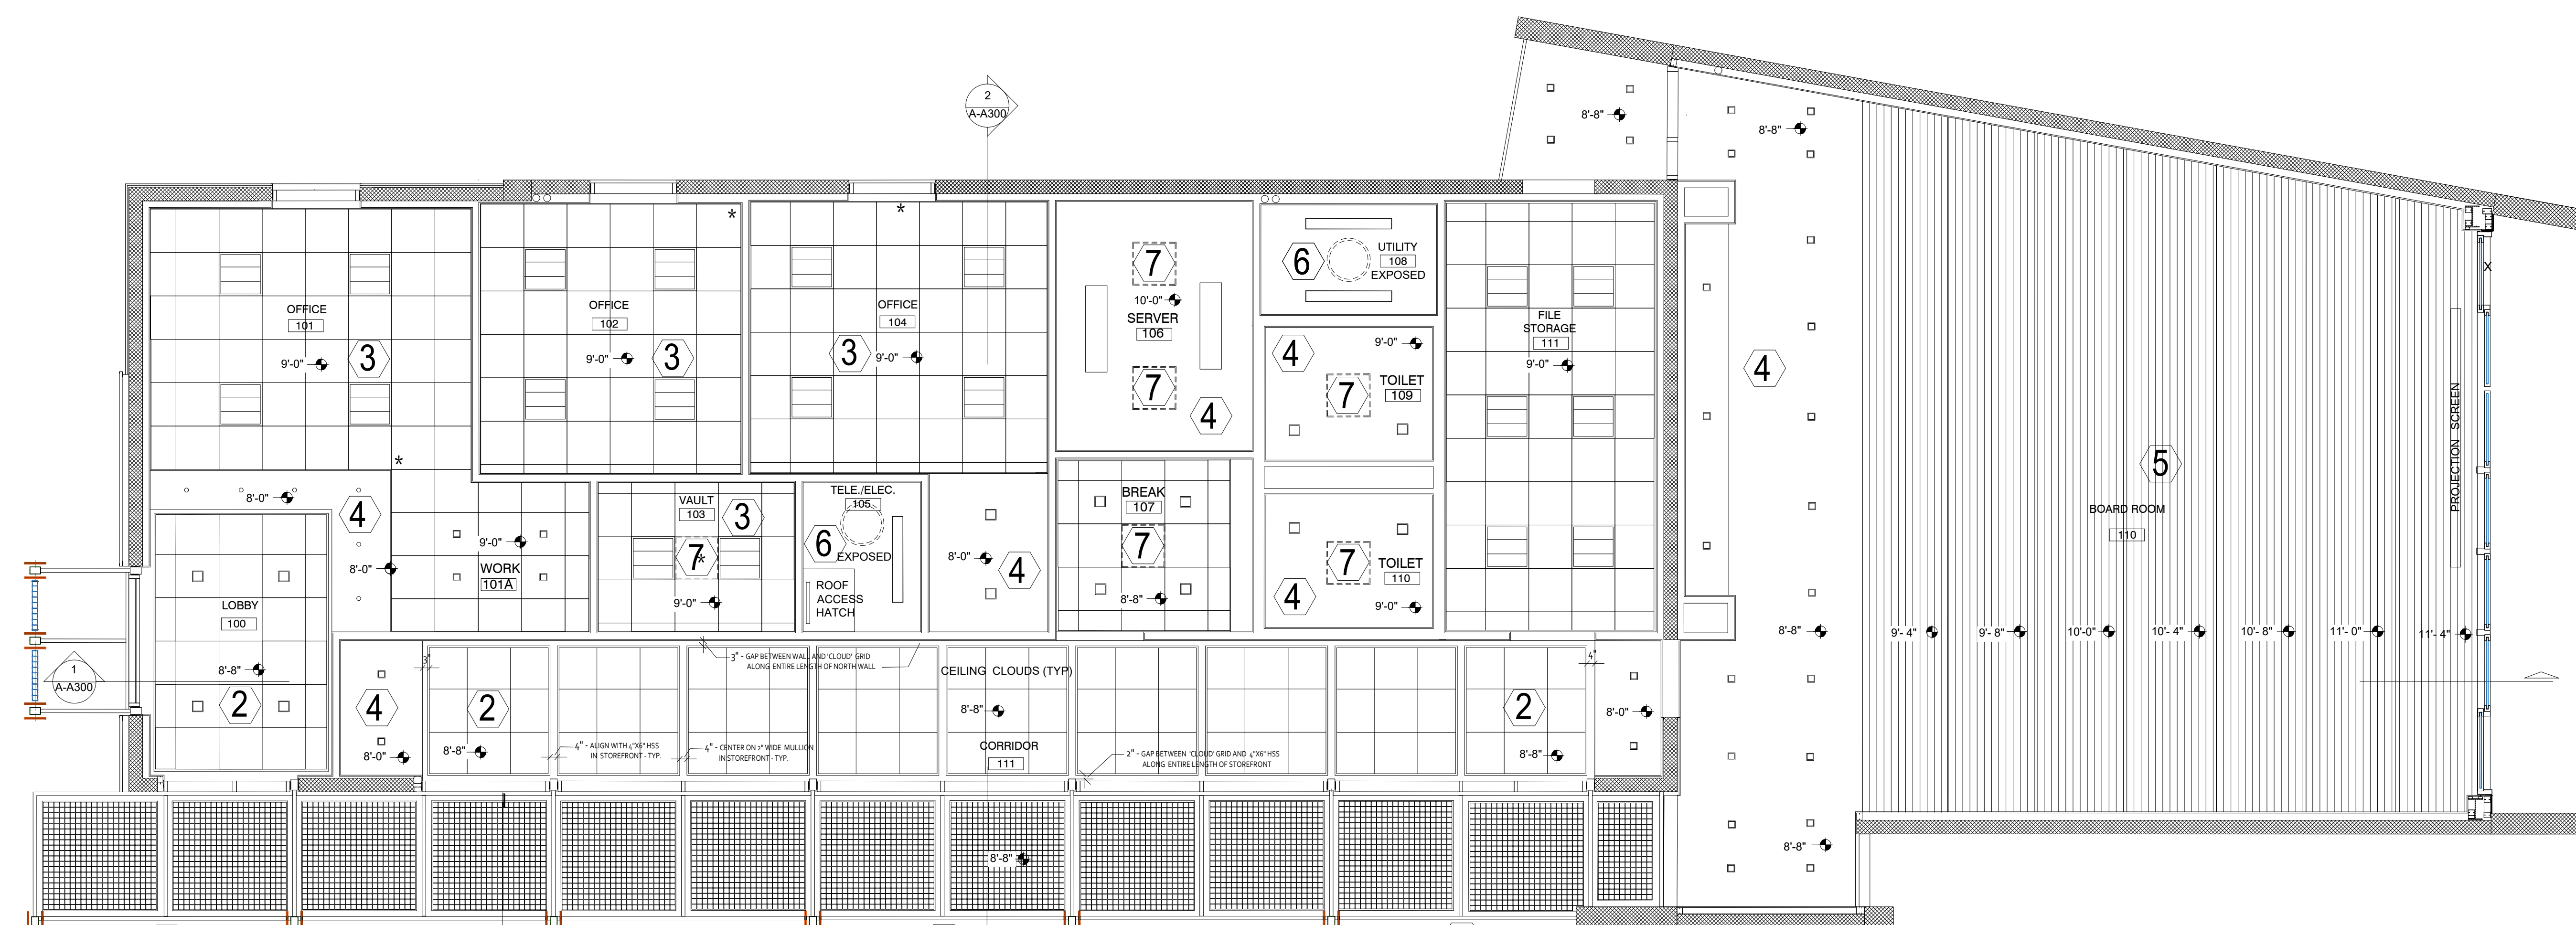 2
A-A300
8'-8"
8'-8"
OFFICE
101
9'-0"
3
*
OFFICE
102
9'-0"
3
*
OFFICE
104
3
9'-0"
*
7
10'-0"
SERVER
106
7
4
6
UTILITY
108
EXPOSED
4
9'-0"
7
TOILET
109
FILE
STORAGE
111
9'-0"
4
X
PROJECTION SCREEN
5
BOARD ROOM
110
8'-0"
4
8'-0"
9'-0"
WORK
101A
VAULT
103
3
7
*
9'-0"
TELE./ELEC.
105
6
EXPOSED
ROOF
ACCESS
HATCH
8'-0"
4
BREAK
107
7
8'-8"
7
TOILET
110
4
9'-0"
8'-8"
9'- 4"
9'- 8"
10'-0"
10'- 4"
10'- 8"
11'- 0"
11'- 4"
LOBBY
100
8'-8"
2
1
A-A300
3"
3" - GAP BETWEEN WALL AND 'CLOUD' GRID
ALONG ENTIRE LENGTH OF NORTH WALL
CEILING CLOUDS (TYP)
4"
4
8'-0"
2
8'-8"
4" - ALIGN WITH 4"X6" HSS
IN STOREFRONT - TYP.
4" - CENTER ON 2" WIDE MULLION
IN STOREFRONT - TYP.
8'-8"
CORRIDOR
111
2" - GAP BETWEEN 'CLOUD' GRID AND 4"X6" HSS
ALONG ENTIRE LENGTH OF STOREFRONT
2
8'-8"
8'-0"
8'-8"
8'-8"